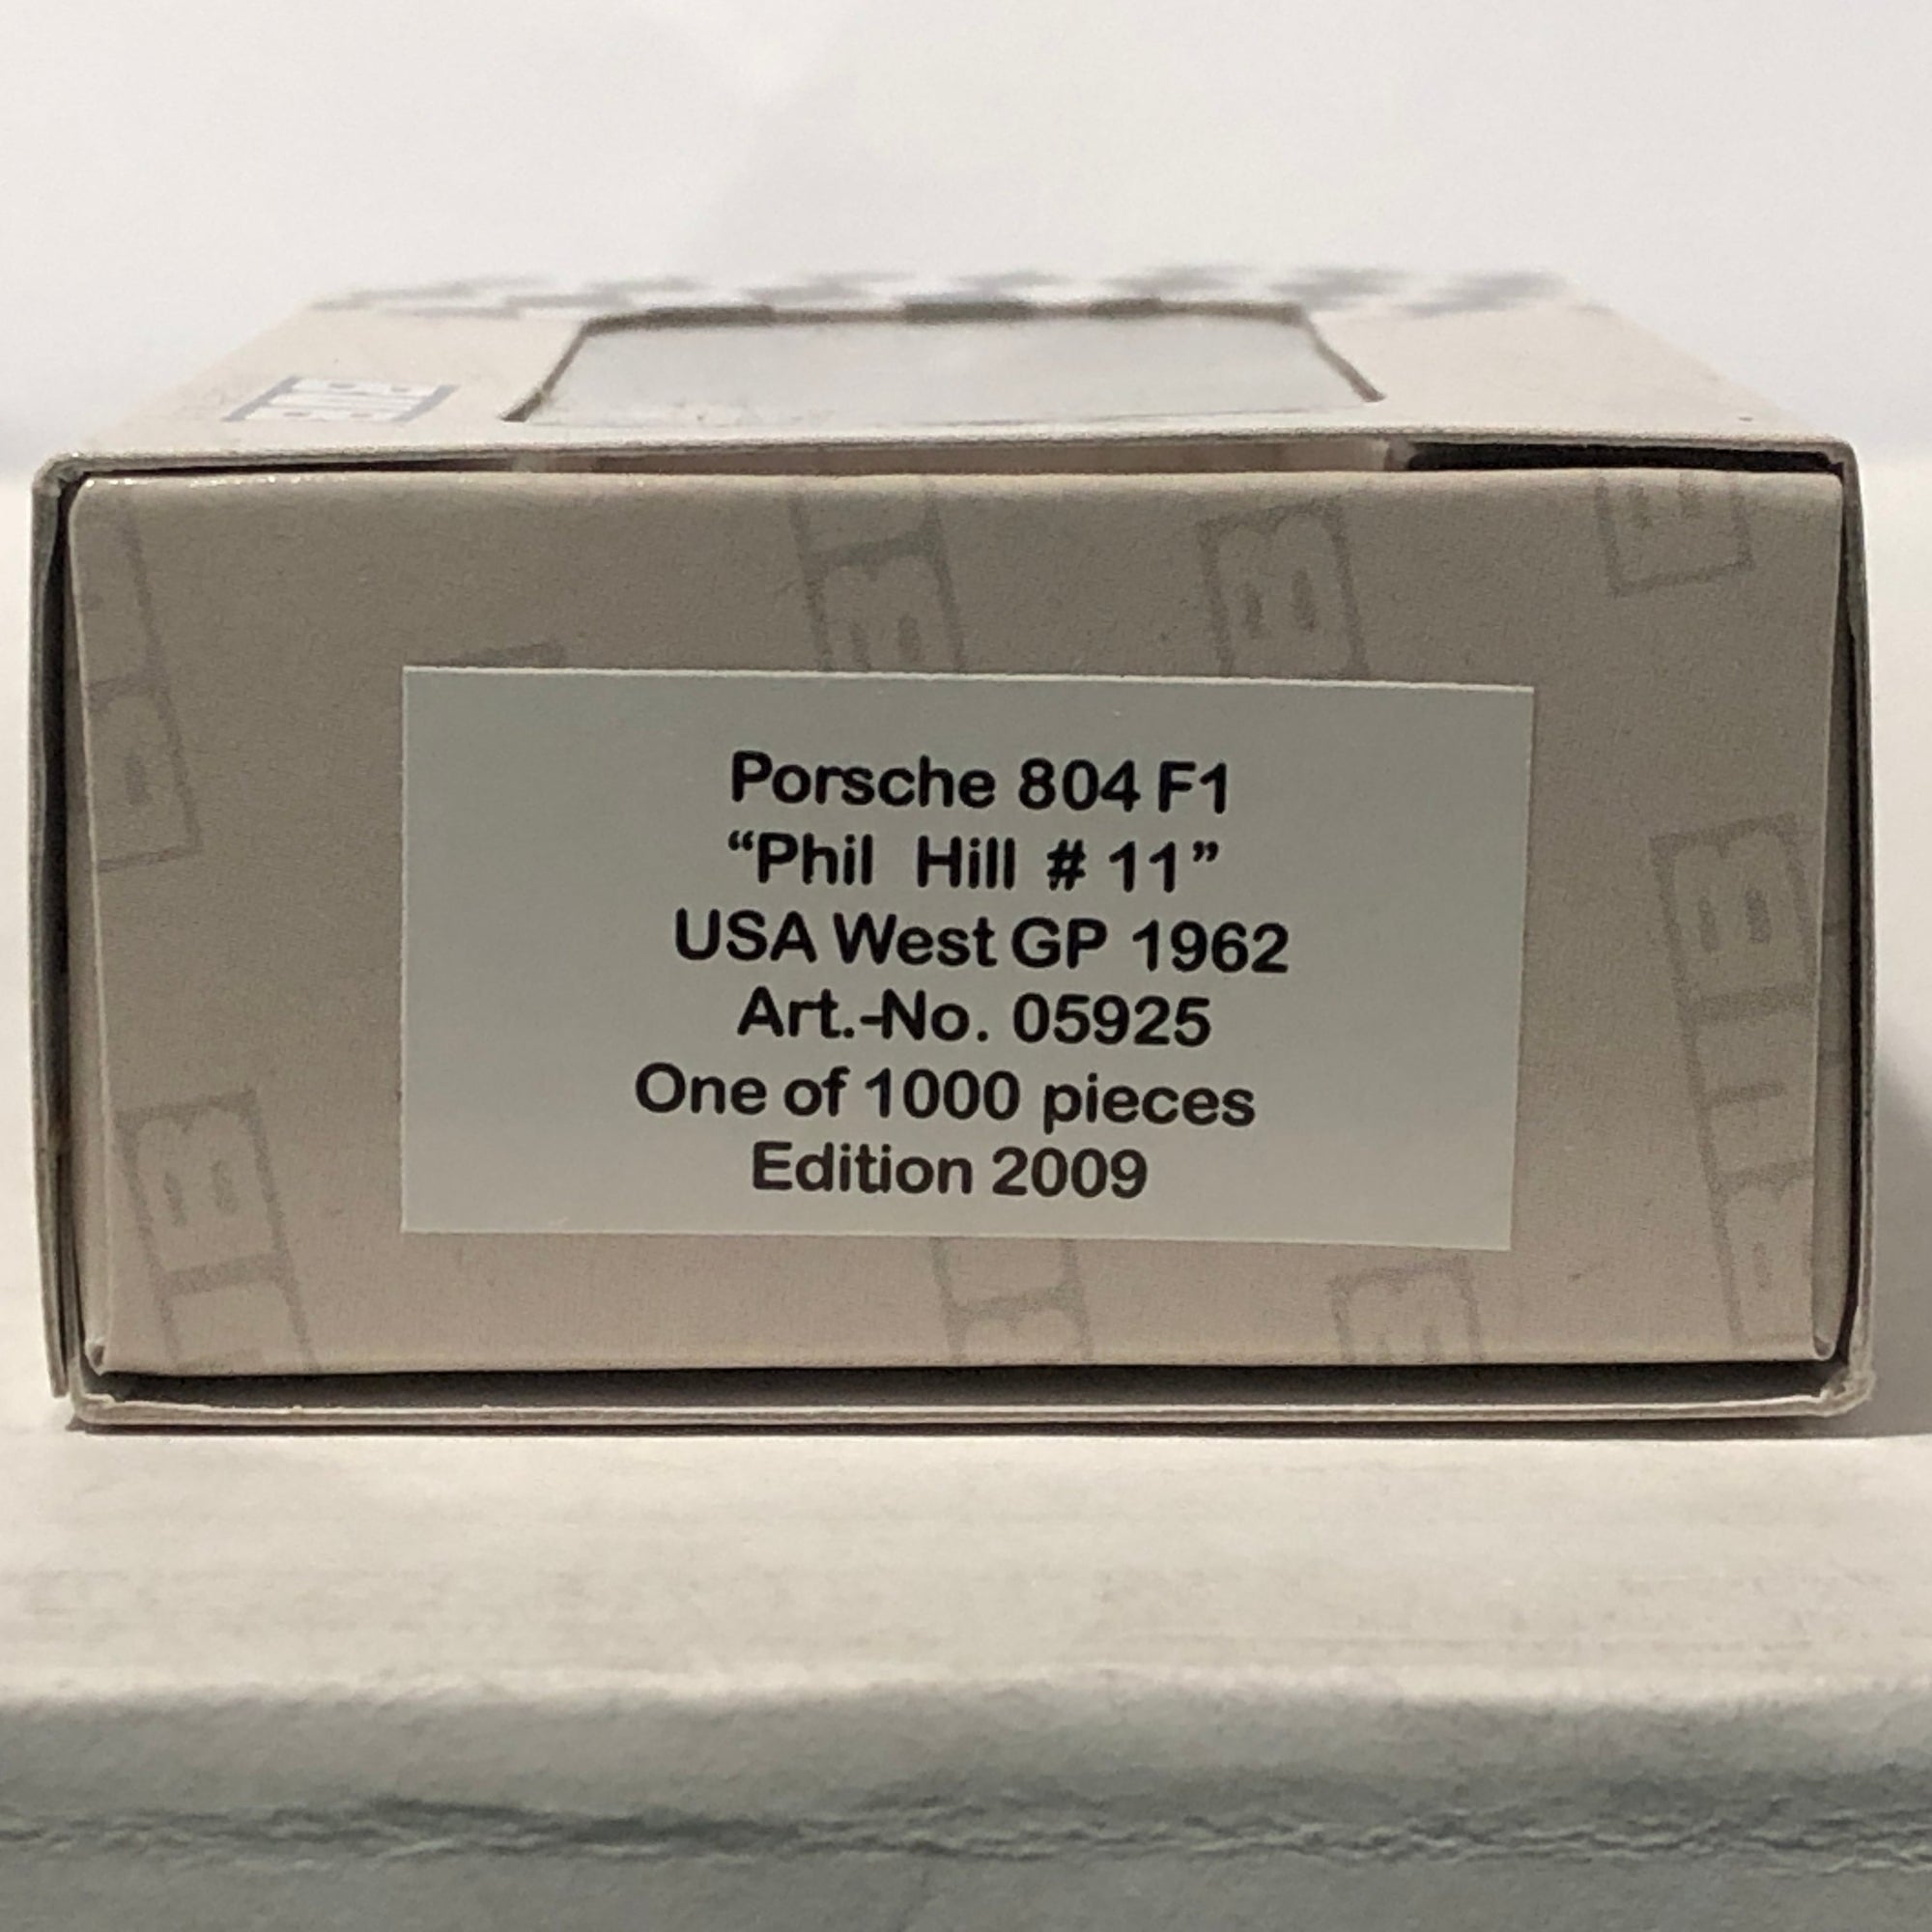 Porsche 804 F1
“Phil Hill # 11”
USA West GP 1962
Art.-No. 05925
One of 1000 pieces
Edition 2009